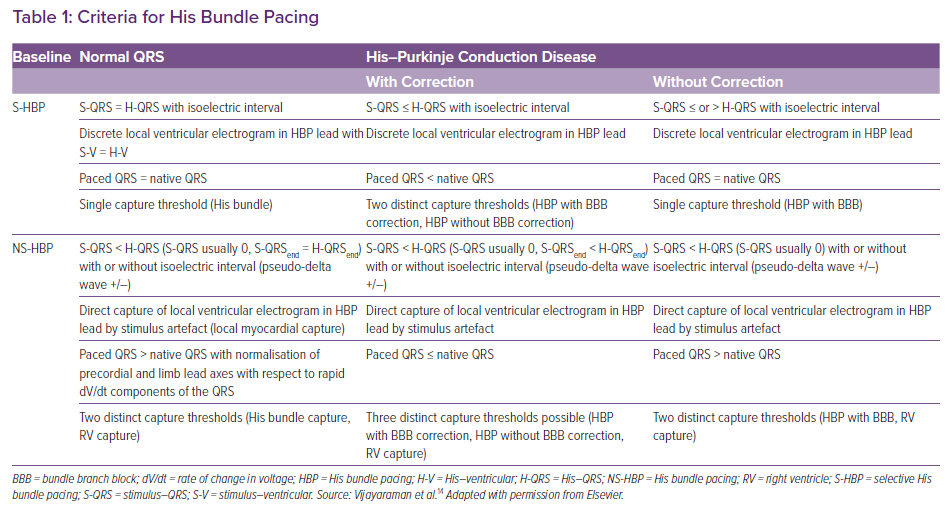 Table 1: Criteria for His Bundle Pacing
Baseline Normal QRS His–Purkinje Conduction Disease
With Correction Without Correction
S-HBP S-QRS = H-QRS with isoelectric interval S-QRS ≤ H-QRS with isoelectric interval S-QRS ≤ or > H-QRS with isoelectric interval
Discrete local ventricular electrogram in HBP lead with
S-V = H-V
Discrete local ventricular electrogram in HBP lead
Discrete local ventricular electrogram in HBP lead
Paced QRS = native QRS Paced QRS < native QRS Paced QRS = native QRS
Single capture threshold (His bundle)
Two distinct capture thresholds (HBP with BBB
correction, HBP without BBB correction)
Single capture threshold (HBP with BBB)
NS-HBP
S-QRS < H-QRS (S-QRS usually 0, S-QRSend = H-QRSend)
with or without isoelectric interval (pseudo-delta
wave +/–)
S-QRS < H-QRS (S-QRS usually 0, S-QRSend < H-QRSend)
with or without isoelectric interval (pseudo-delta wave
+/–)
S-QRS < H-QRS (S-QRS usually 0) with or without
isoelectric interval (pseudo-delta wave +/–)
Direct capture of local ventricular electrogram in HBP
lead by stimulus artefact (local myocardial capture)
Direct capture of local ventricular electrogram in HBP
lead by stimulus artefact
Direct capture of local ventricular electrogram in HBP
lead by stimulus artefact
Paced QRS > native QRS with normalisation of
precordial and limb lead axes with respect to rapid
dV/dt components of the QRS
Paced QRS ≤ native QRS
Paced QRS > native QRS
Two distinct capture thresholds (His bundle capture,
RV capture)
Three distinct capture thresholds possible (HBP
with BBB correction, HBP without BBB correction,
RV capture)
Two distinct capture thresholds (HBP with BBB, RV
capture)
BBB = bundle branch block; dV/dt = rate of change in voltage; HBP = His bundle pacing; H-V = His–ventricular; H-QRS = His–QRS; NS-HBP = His bundle pacing; RV = right ventricle; S-HBP = selective His
bundle pacing; S-QRS = stimulus–QRS; S-V = stimulus–ventricular. Source: Vijayaraman et al.14 Adapted with permission from Elsevier.